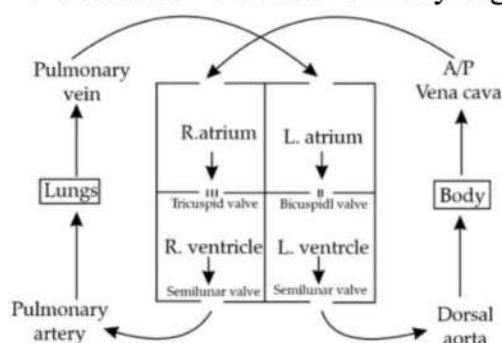 Pulmonary
vein
A/P
Vena cava
R.atrium
L. atrium
Lungs
Body
Tricuspid valve
Bicuspidl valve
R. ventricle
L. ventrcle
Semilunar valve
Semilunar valve
Pulmonary
artery
Dorsal
aorta